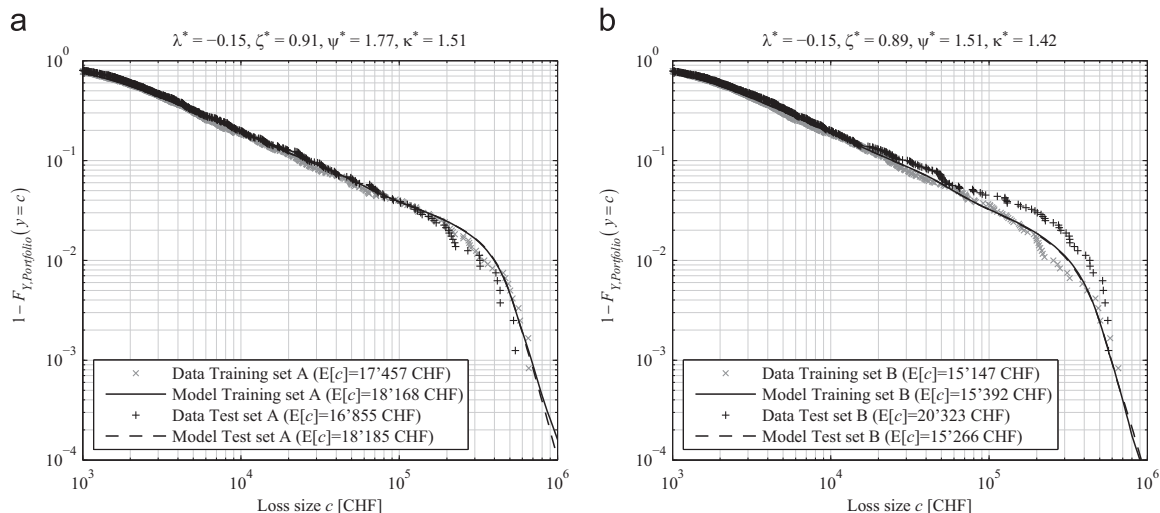 a
λ* = −0.15, ζ* = 0.91, ψ* = 1.77, κ* = 1.51
10^0
10^-1
10^-2
10^-3
10^-4
1 − F_Y,Portfolio(y = c)
Data Training set A (E[c]=17'457 CHF)
Model Training set A (E[c]=18'168 CHF)
Data Test set A (E[c]=16'855 CHF)
Model Test set A (E[c]=18'185 CHF)
10^3 10^4 10^5 10^6
Loss size c [CHF]
b
λ* = −0.15, ζ* = 0.89, ψ* = 1.51, κ* = 1.42
10^0
10^-1
10^-2
10^-3
10^-4
1 − F_Y,Portfolio(y = c)
Data Training set B (E[c]=15'147 CHF)
Model Training set B (E[c]=15'392 CHF)
Data Test set B (E[c]=20'323 CHF)
Model Test set B (E[c]=15'266 CHF)
10^3 10^4 10^5 10^6
Loss size c [CHF]